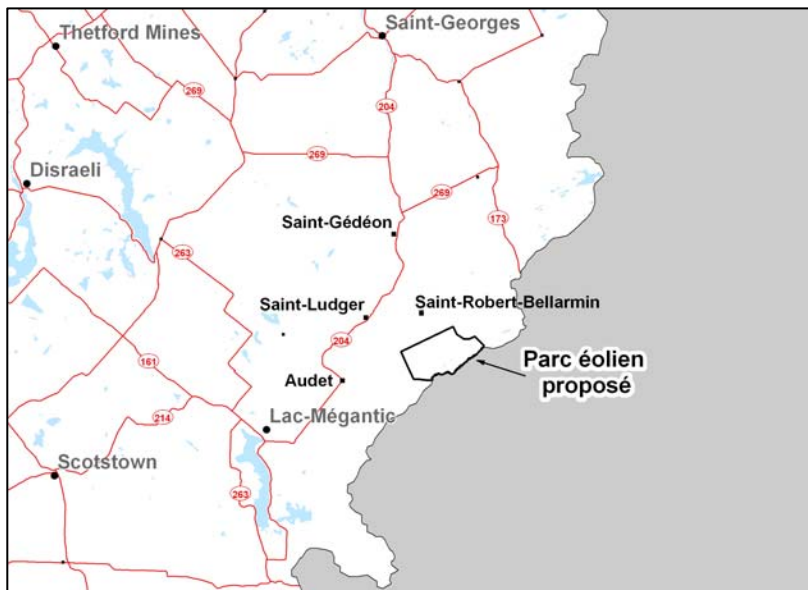 Thetford Mines
Saint-Georges
269
204
Disraeli
269
269
Saint-Gédéon
173
263
Saint-Ludger
Saint-Robert-Bellarmin
204
161
Parc éolien
proposé
Audet
214
Lac-Mégantic
Scotstown
263